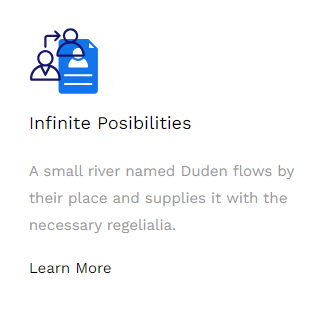 Infinite Posibilities
A small river named Duden flows by
their place and supplies it with the
necessary regelialia.
Learn More